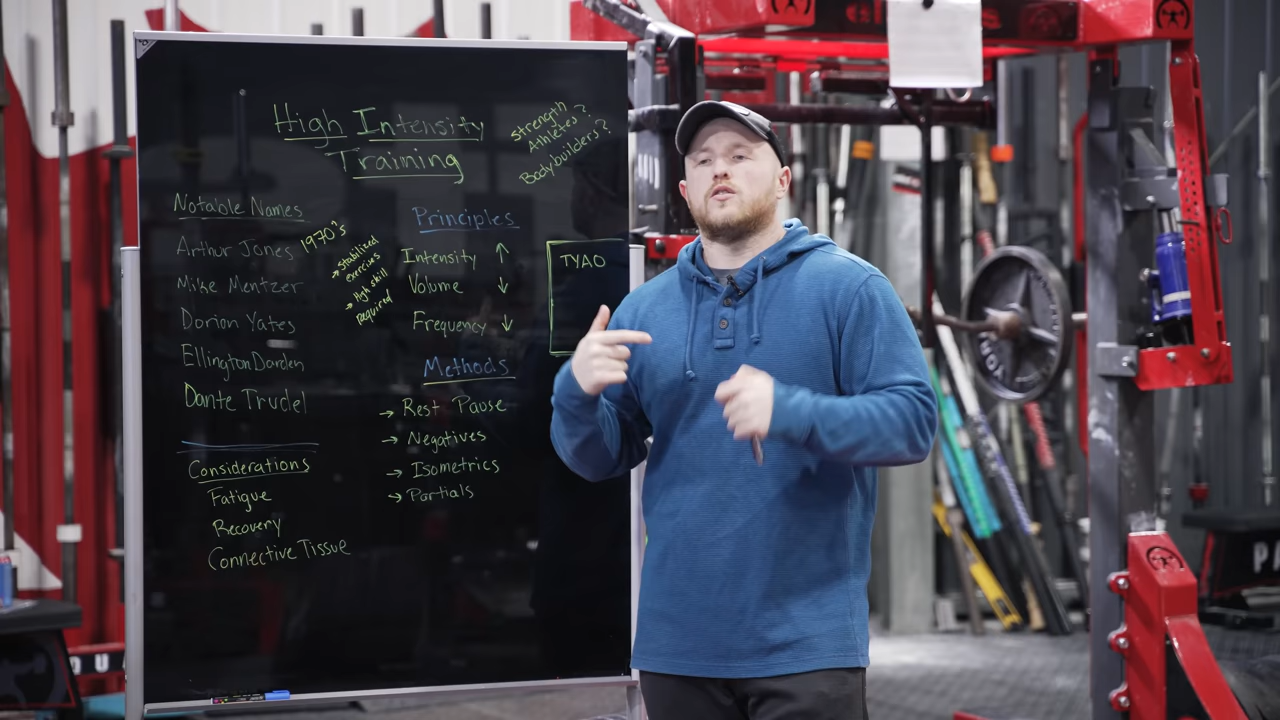 High Intensity
Training
Strength
Athletes?
Bodybuilders?
Notable Names
Arthur Jones
Mike Mentzer
Dorian Yates
Ellington Darden
Dante Trudel
1970's
→ Stabilized
exercises
→ High skill
required
Considerations
Fatigue
Recovery
Connective Tissue
Principles
Intensity ↑
Volume ↓
Frequency ↓
Methods
→ Rest Pause
→ Negatives
→ Isometrics
→ Partials
TYAO
YORK